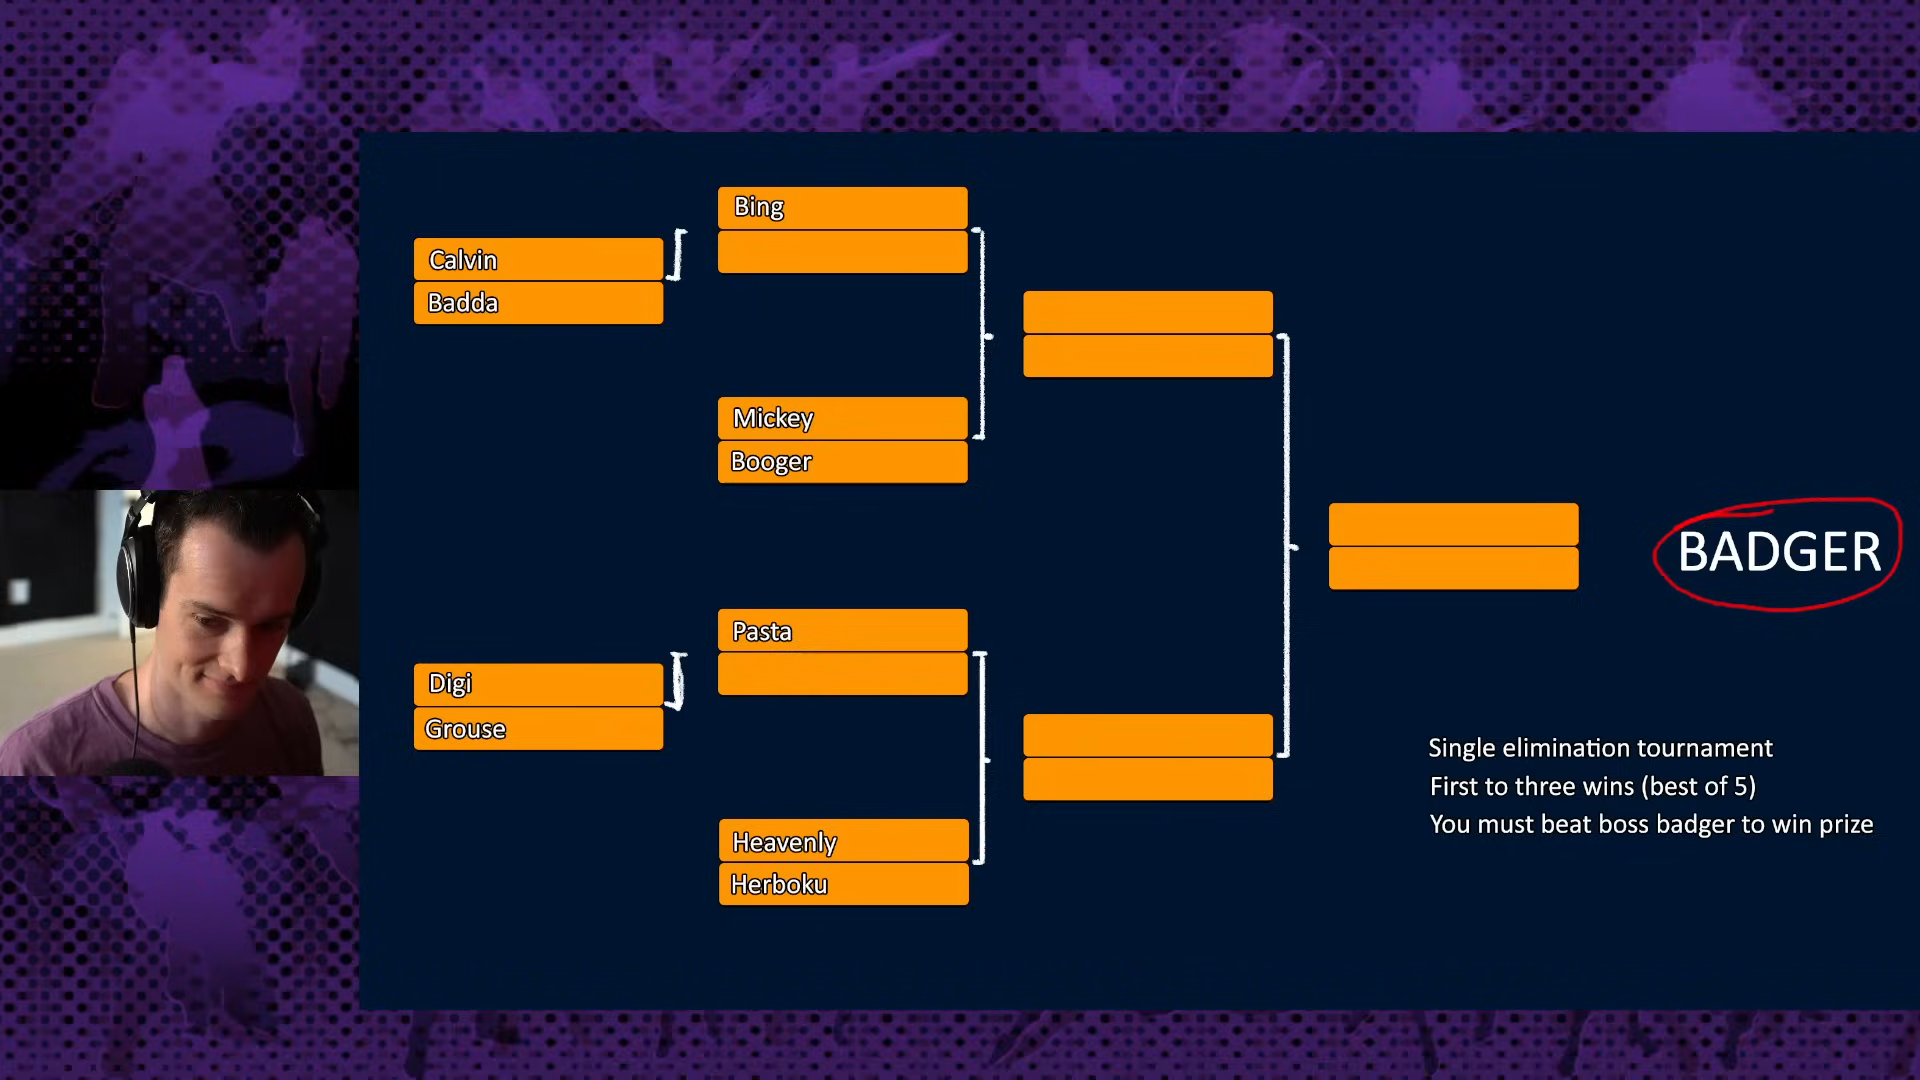 Calvin
Badda
Bing
Mickey
Booger
Digi
Grouse
Pasta
Heavenly
Herboku
BADGER
Single elimination tournament
First to three wins (best of 5)
You must beat boss badger to win prize